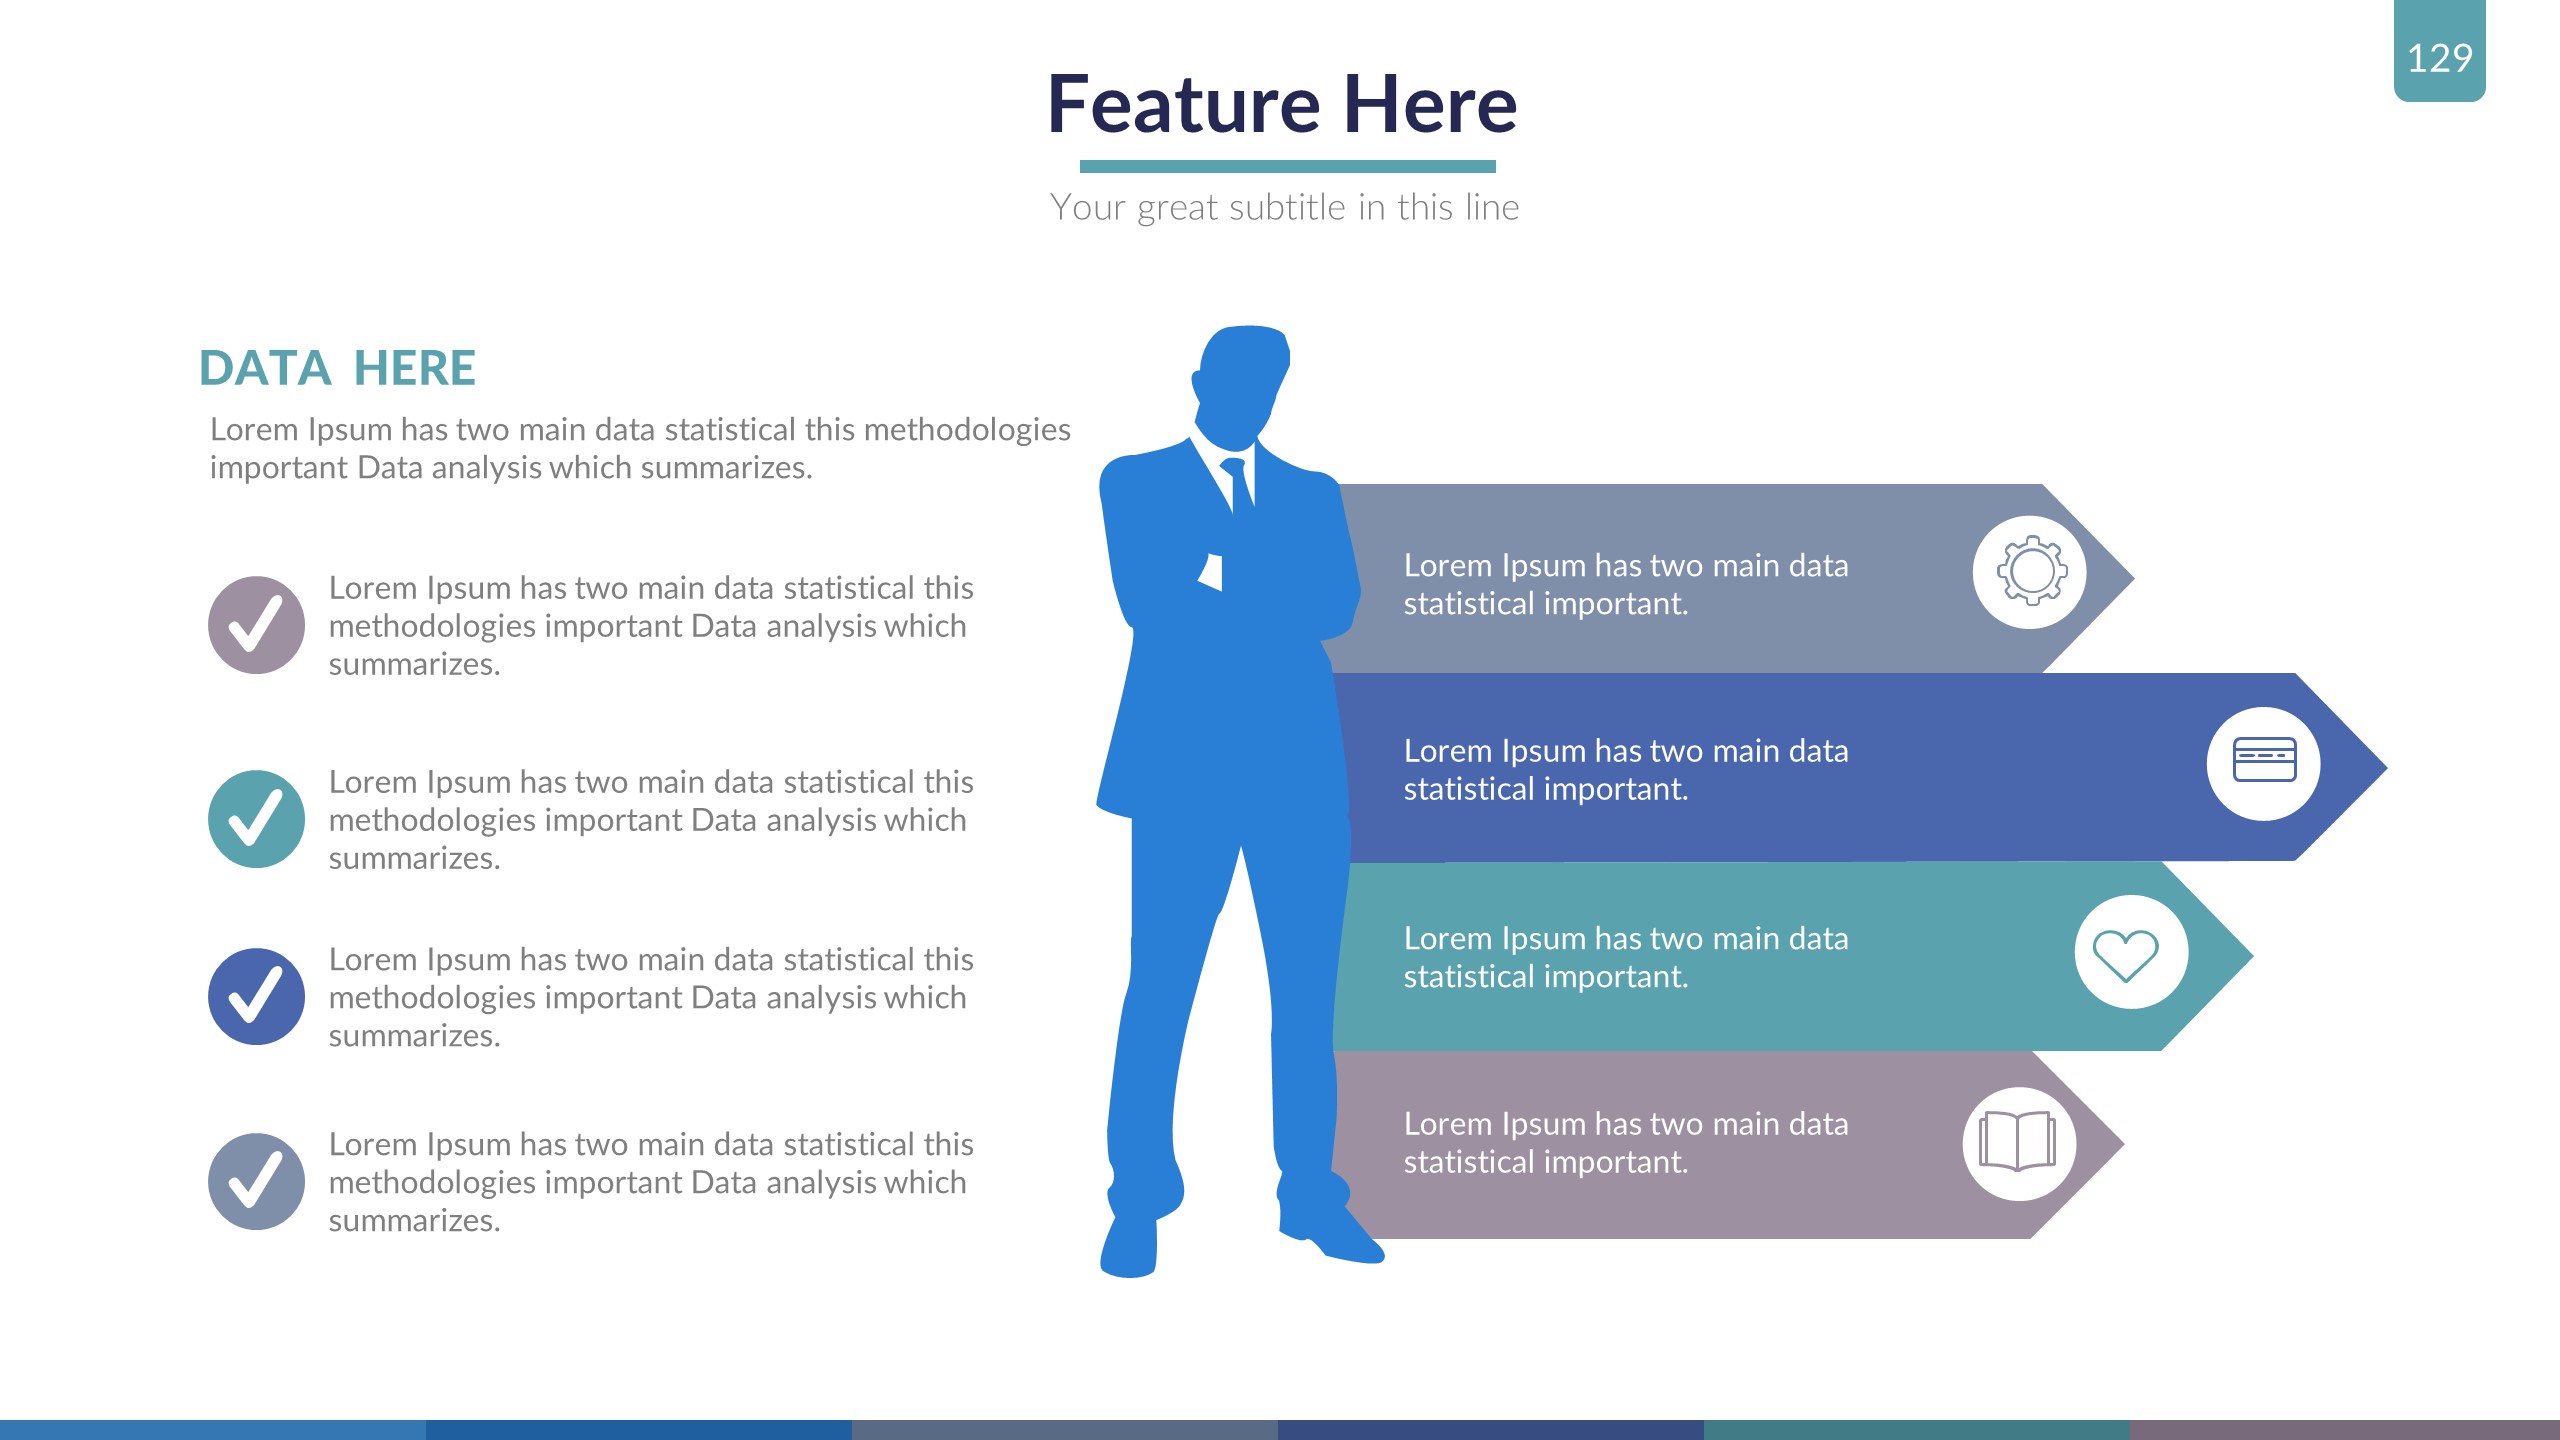 129
Feature Here
Your great subtitle in this line
DATA HERE
Lorem Ipsum has two main data statistical this methodologies
important Data analysis which summarizes.
Lorem Ipsum has two main data statistical this
methodologies important Data analysis which
summarizes.
Lorem Ipsum has two main data statistical this
methodologies important Data analysis which
summarizes.
Lorem Ipsum has two main data statistical this
methodologies important Data analysis which
summarizes.
Lorem Ipsum has two main data statistical this
methodologies important Data analysis which
summarizes.
Lorem Ipsum has two main data
statistical important.
Lorem Ipsum has two main data
statistical important.
Lorem Ipsum has two main data
statistical important.
Lorem Ipsum has two main data
statistical important.